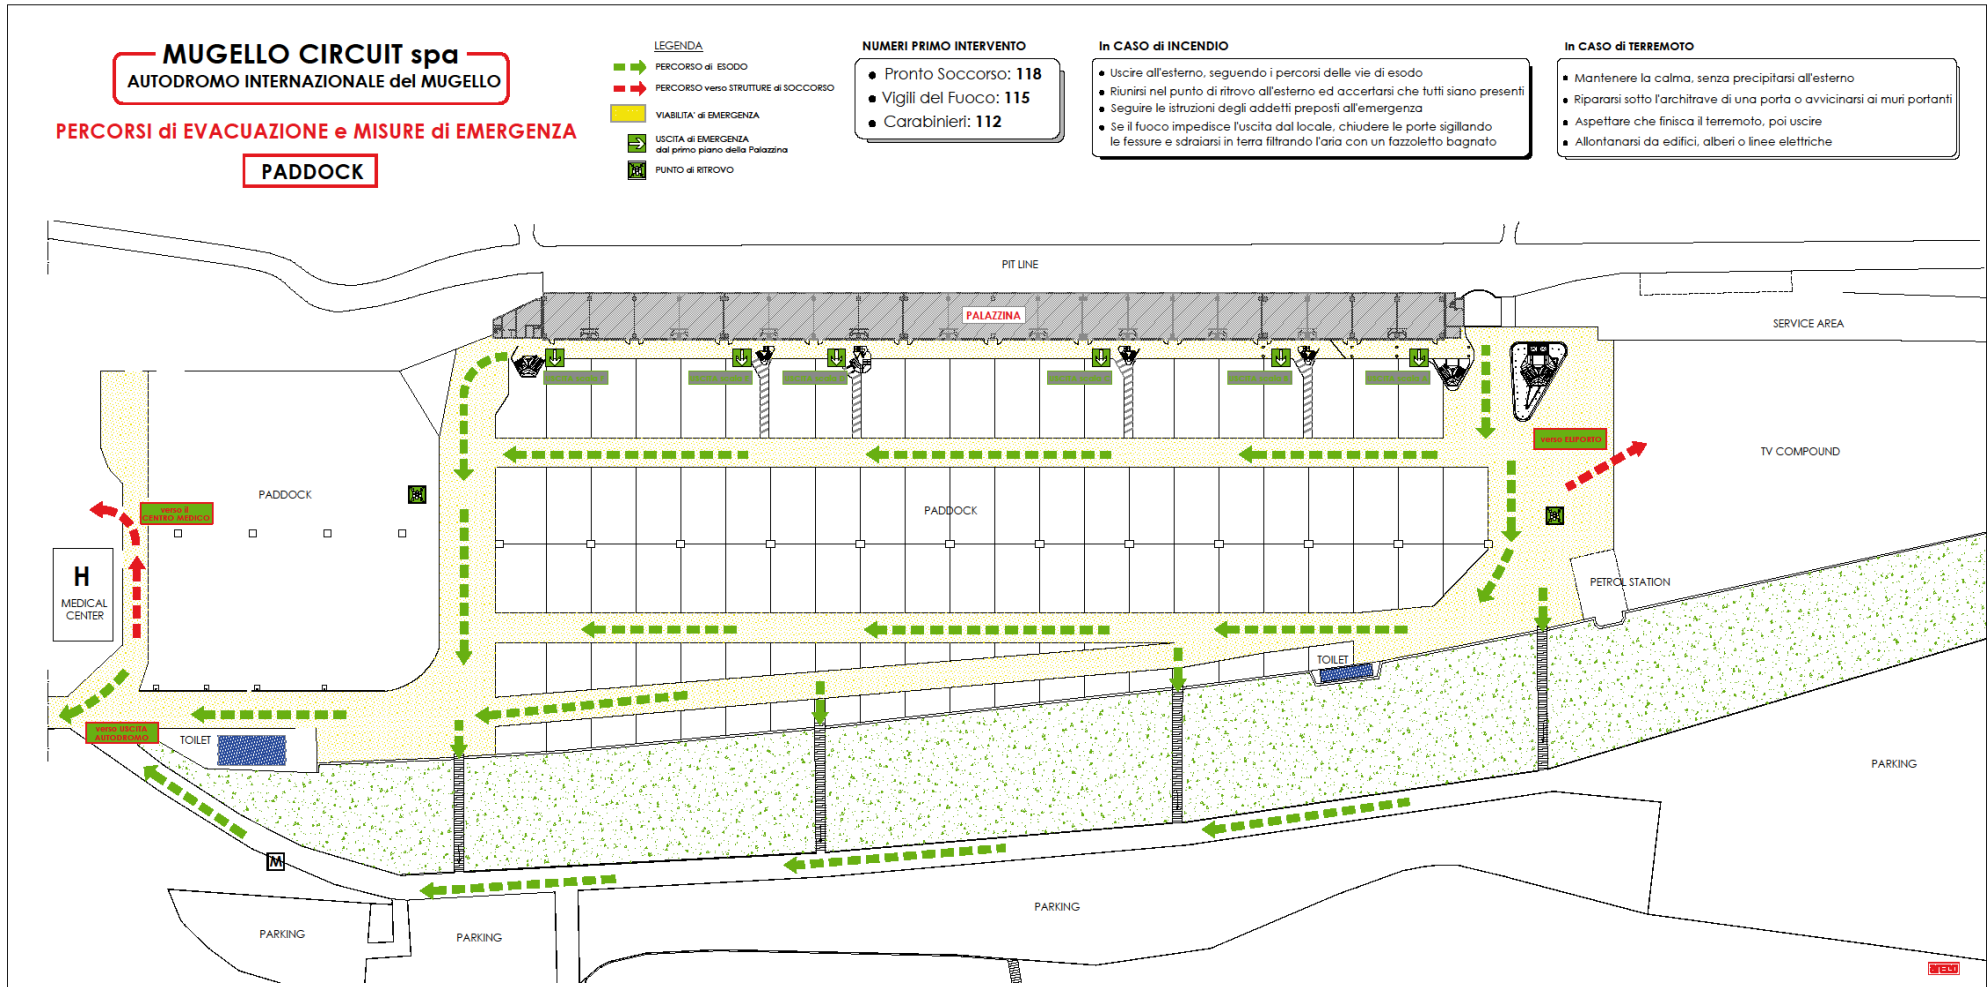 MUGELLO CIRCUIT spa
AUTODROMO INTERNAZIONALE del MUGELLO
PERCORSI di EVACUAZIONE e MISURE di EMERGENZA
PADDOCK
LEGENDA
PERCORSO di ESODO
PERCORSO verso STRUTTURE di SOCCORSO
VIABILITA' di EMERGENZA
USCITA di EMERGENZA
dal primo piano della Palazzina
PUNTO di RITROVO
NUMERI PRIMO INTERVENTO
• Pronto Soccorso: 118
• Vigili del Fuoco: 115
• Carabinieri: 112
In CASO di INCENDIO
• Uscire all'esterno, seguendo i percorsi delle vie di esodo
• Riunirsi nel punto di ritrovo all'esterno ed accertarsi che tutti siano presenti
• Seguire le istruzioni degli addetti preposti all'emergenza
• Se il fuoco impedisce l'uscita dal locale, chiudere le porte sigillando
le fessure e sdraiarsi in terra filtrando l'aria con un fazzoletto bagnato
In CASO di TERREMOTO
• Mantenere la calma, senza precipitarsi all'esterno
• Ripararsi sotto l'architrave di una porta o avvicinarsi ai muri portanti
• Aspettare che finisca il terremoto, poi uscire
• Allontanarsi da edifici, alberi o linee elettriche
PIT LINE
PALAZZINA
SERVICE AREA
verso ELIPORTO
TV COMPOUND
PADDOCK
PADDOCK
verso il
CENTRO MEDICO
H
MEDICAL
CENTER
PETROL STATION
TOILET
verso USCITA
AUTODROMO
TOILET
PARKING
M
PARKING
PARKING
PARKING